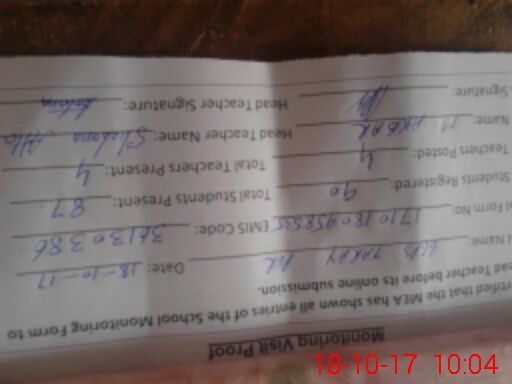 Monitoring Visit Proof
rtified that the MEA has shown all entries of the School Monitoring Form to
ead Teacher before its online submission.
Name: Date: 18-10-17
l Form No: EMIS Code: 36130386
Students Registered: 90 Total Students Present: 87
Teachers Posted: 4 Total Teachers Present: 4
Name: M AKBAR Head Teacher Name:
Signature: Head Teacher Signature:
18-10-17 10:04